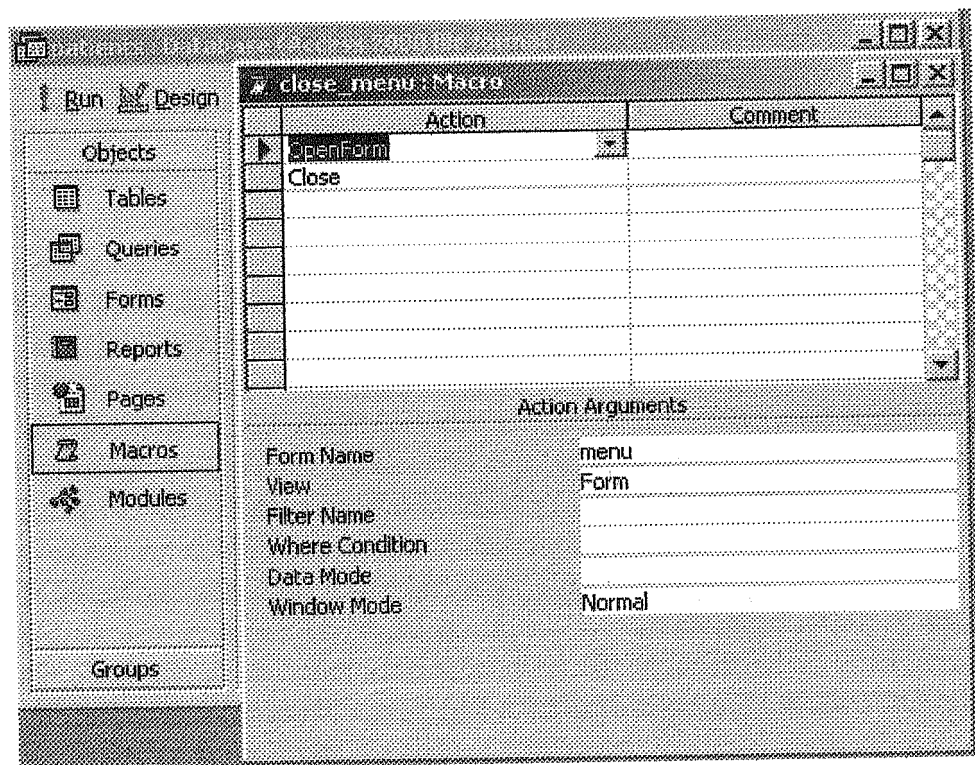 Run Design
close_menu : Macro
Action Comment
Objects
OpenForm
Close
Tables
Queries
Forms
Reports
Pages
Macros
Modules
Groups
Action Arguments
Form Name menu
View Form
Filter Name
Where Condition
Data Mode
Window Mode Normal